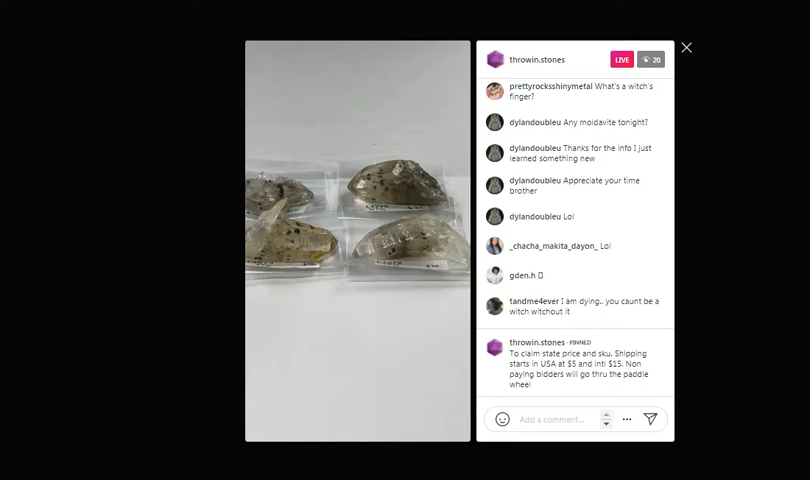 throwin.stones LIVE 20
prettyrocksshinymetal What's a witch's
finger?
dylandoubleu Any moldavite tonight?
dylandoubleu Thanks for the info I just
learned something new
dylandoubleu Appreciate your time
brother
dylandoubleu Lol
_chacha_makita_dayon_ Lol
gden.h
tandme4ever I am dying.. you caunt be a
witch witchout it
throwin.stones · PINNED
To claim state price and sku. Shipping
starts in USA at $5 and intl $15. Non
paying bidders will go thru the paddle
wheel
Add a comment...